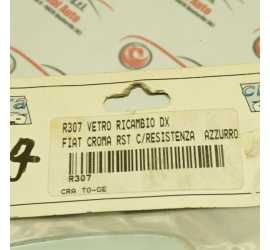 R307 VETRO RICAMBIO DX
FIAT CROMA RST C/RESISTENZA AZZURRO
R307
CRA TO-GE